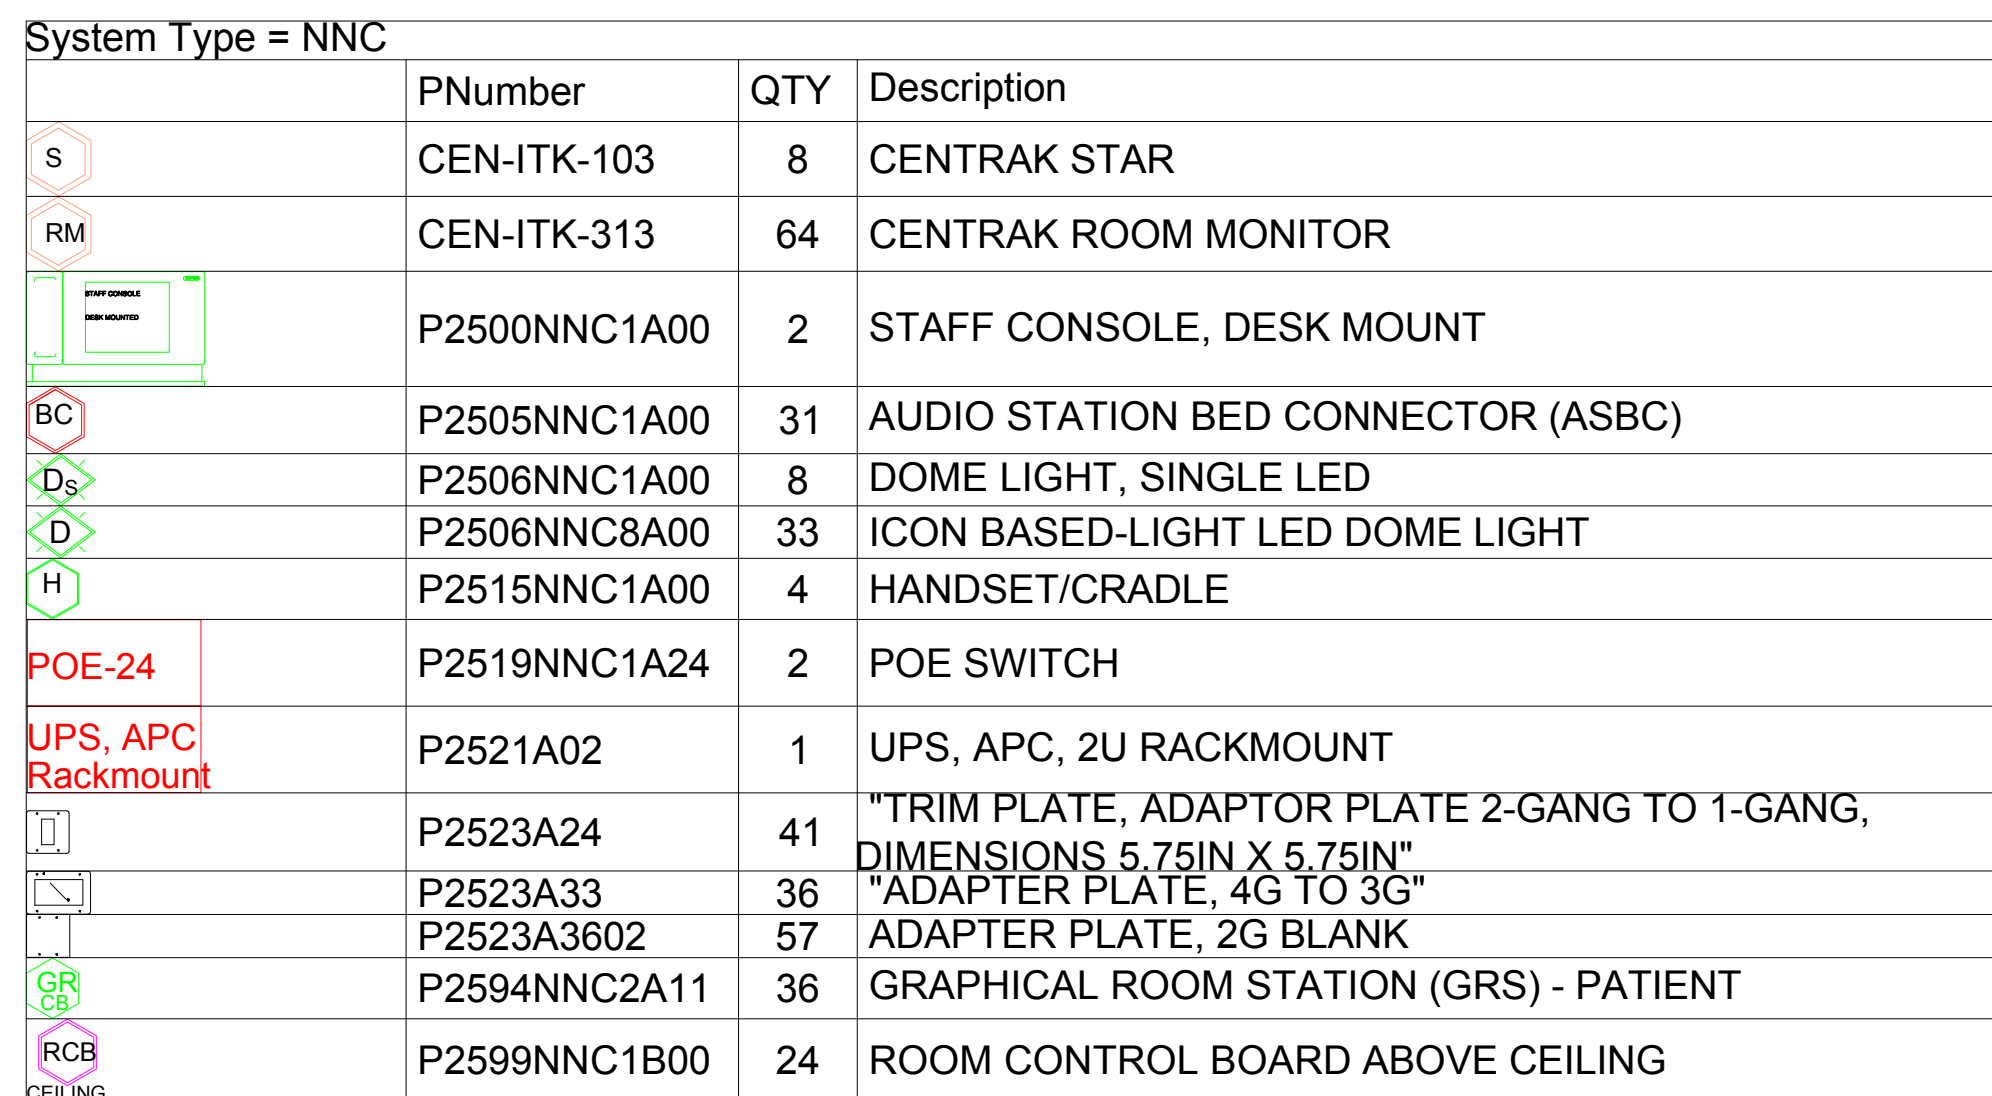 System Type = NNC
PNumber QTY Description
S CEN-ITK-103 8 CENTRAK STAR
RM CEN-ITK-313 64 CENTRAK ROOM MONITOR
STAFF CONSOLE
DESK MOUNTED
P2500NNC1A00 2 STAFF CONSOLE, DESK MOUNT
BC P2505NNC1A00 31 AUDIO STATION BED CONNECTOR (ASBC)
DS P2506NNC1A00 8 DOME LIGHT, SINGLE LED
D P2506NNC8A00 33 ICON BASED-LIGHT LED DOME LIGHT
H P2515NNC1A00 4 HANDSET/CRADLE
POE-24 P2519NNC1A24 2 POE SWITCH
UPS, APC
Rackmount
P2521A02 1 UPS, APC, 2U RACKMOUNT
P2523A24 41 "TRIM PLATE, ADAPTOR PLATE 2-GANG TO 1-GANG,
DIMENSIONS 5.75IN X 5.75IN"
P2523A33 36 "ADAPTER PLATE, 4G TO 3G"
P2523A3602 57 ADAPTER PLATE, 2G BLANK
GR
CB
P2594NNC2A11 36 GRAPHICAL ROOM STATION (GRS) - PATIENT
RCB
CEILING
P2599NNC1B00 24 ROOM CONTROL BOARD ABOVE CEILING